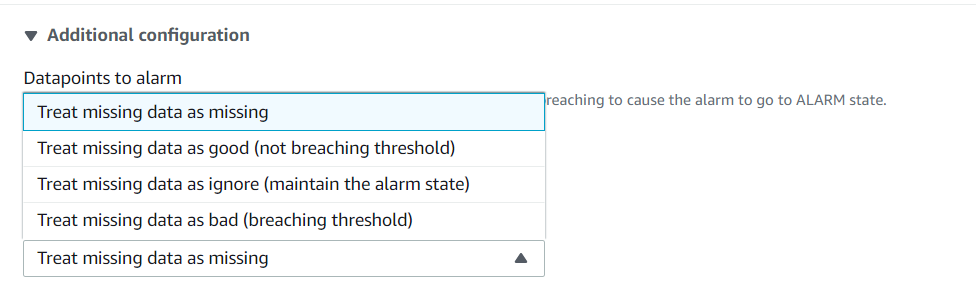 Additional configuration
Datapoints to alarm
reaching to cause the alarm to go to ALARM state.
Treat missing data as missing
Treat missing data as good (not breaching threshold)
Treat missing data as ignore (maintain the alarm state)
Treat missing data as bad (breaching threshold)
Treat missing data as missing